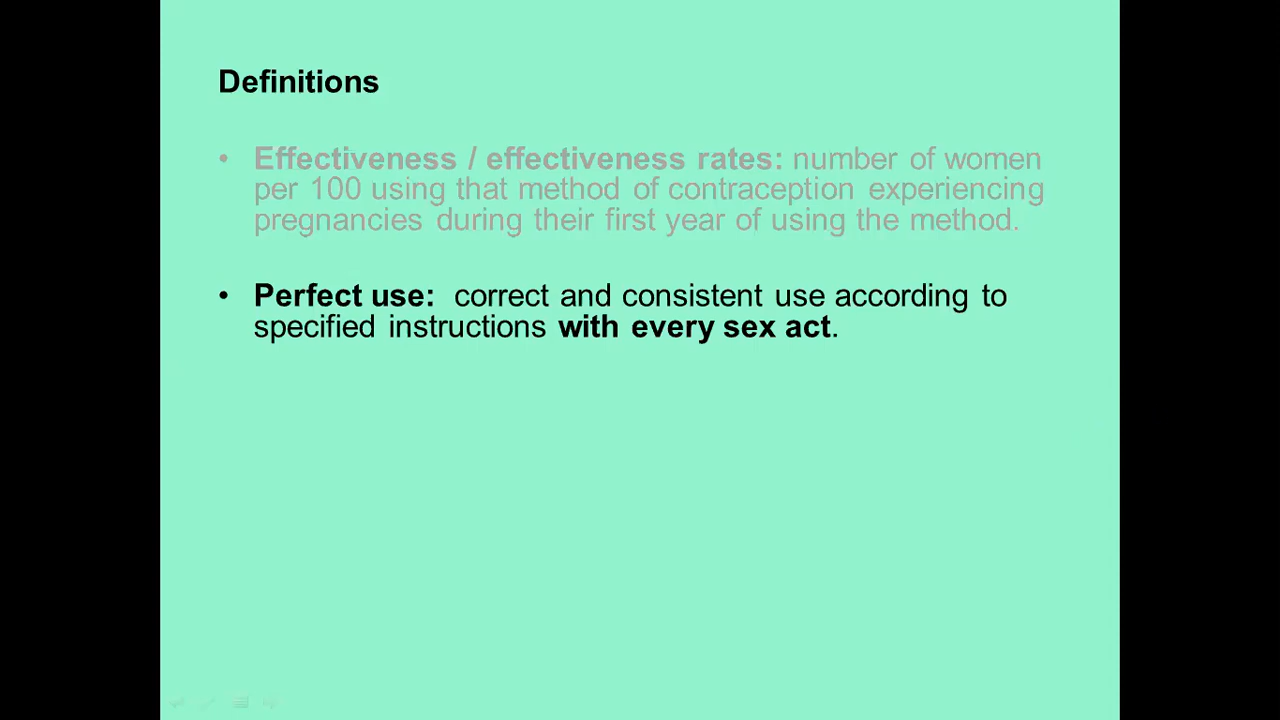 Definitions
• Effectiveness / effectiveness rates: number of women
per 100 using that method of contraception experiencing
pregnancies during their first year of using the method.
• Perfect use: correct and consistent use according to
specified instructions with every sex act.